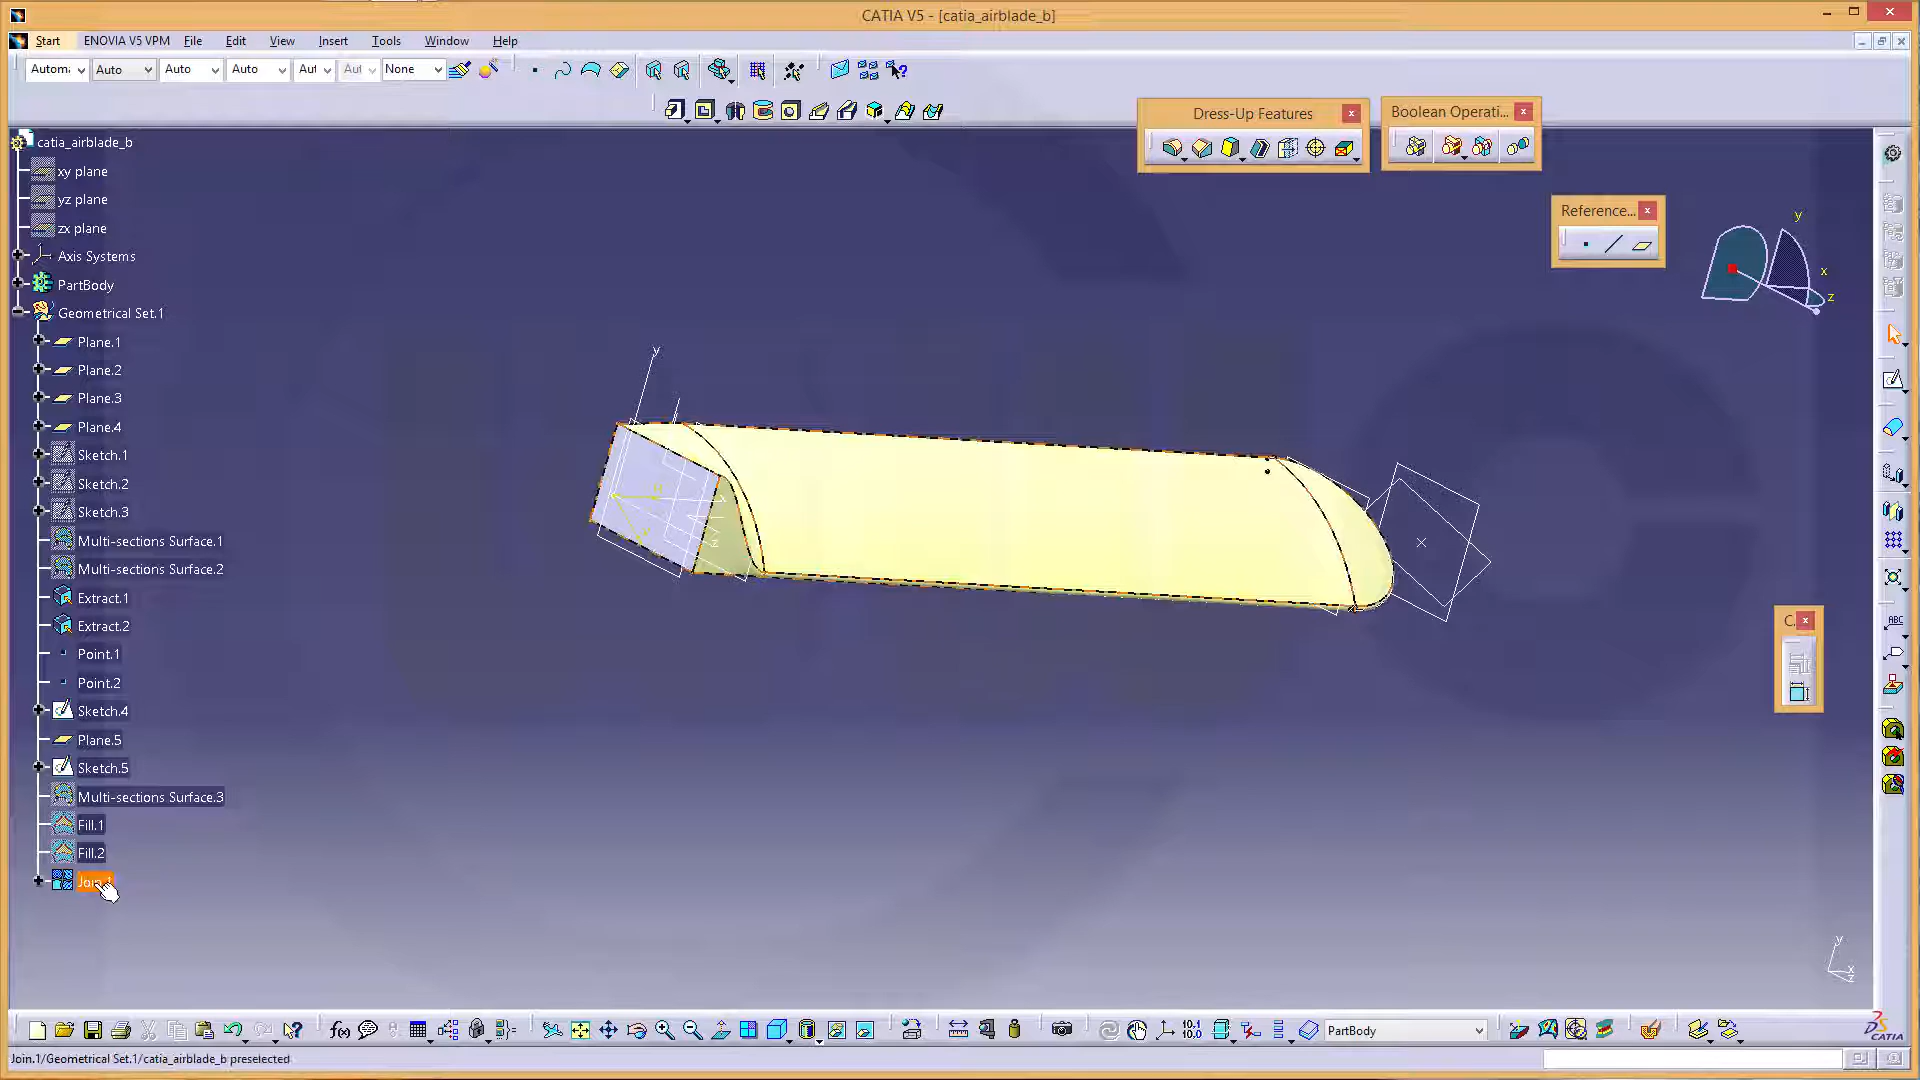 CATIA V5 - [catia_airblade_b]
Start ENOVIA V5 VPM File Edit View Insert Tools Window Help
Auto Auto Auto None
Dress-Up Features
Boolean Operati...
Reference...
catia_airblade_b
xy plane
yz plane
zx plane
Axis Systems
PartBody
Geometrical Set.1
Plane.1
Plane.2
Plane.3
Plane.4
Sketch.1
Sketch.2
Sketch.3
Multi-sections Surface.1
Multi-sections Surface.2
Extract.1
Extract.2
Point.1
Point.2
Sketch.4
Plane.5
Sketch.5
Multi-sections Surface.3
Fill.1
Fill.2
y
y
x
z
C.
ABC
PartBody
CATIA
Join.1/Geometrical Set.1/catia_airblade_b preselected